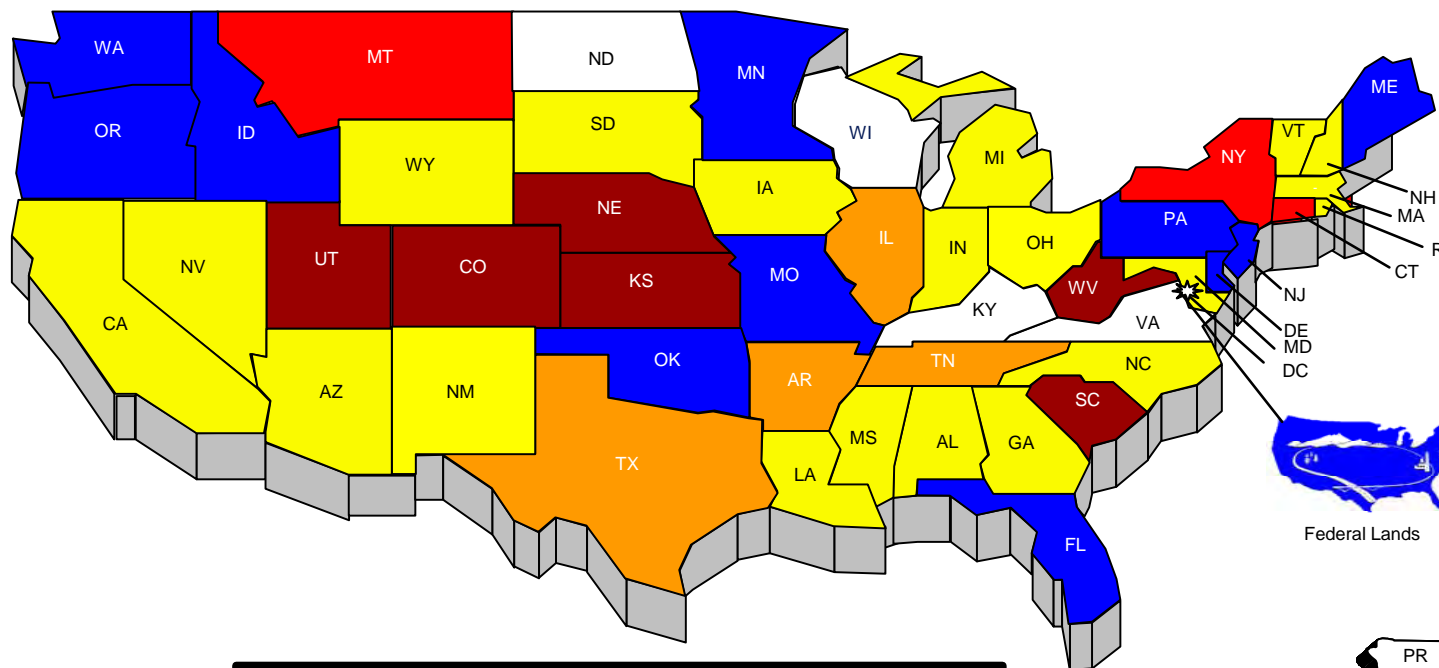 WA
MT
ND
MN
ME
OR
ID
SD
WI
VT
WY
MI
NY
IA
NH
NE
MA
PA
R
NV
UT
CO
IL
IN
OH
CT
MO
KS
WV
NJ
CA
KY
VA
DE
MD
OK
DC
AZ
NM
AR
TN
NC
SC
MS
AL
GA
TX
LA
FL
Federal Lands
PR